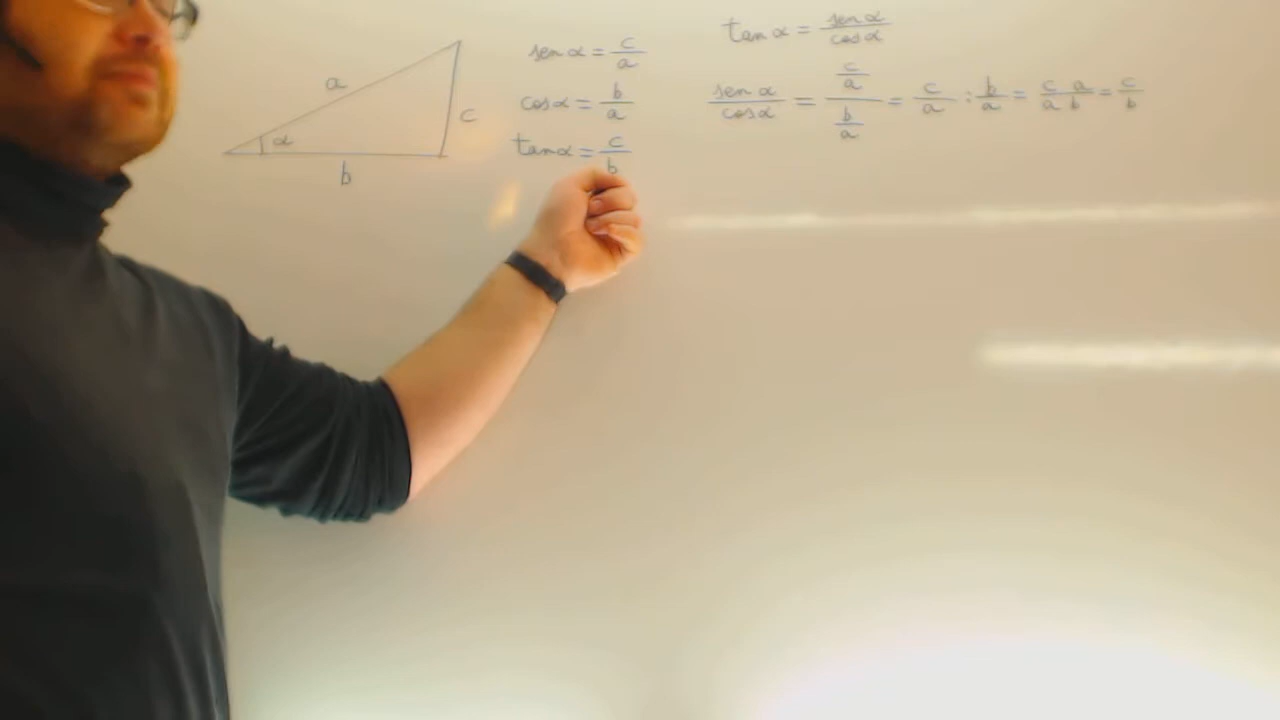 a
α
c
b
sen α = c/a
cos α = b/a
tan α = c/b
tan α = sen α/cos α
sen α/cos α = (c/a)/(b/a) = c/a : b/a = c/a a/b = c/b